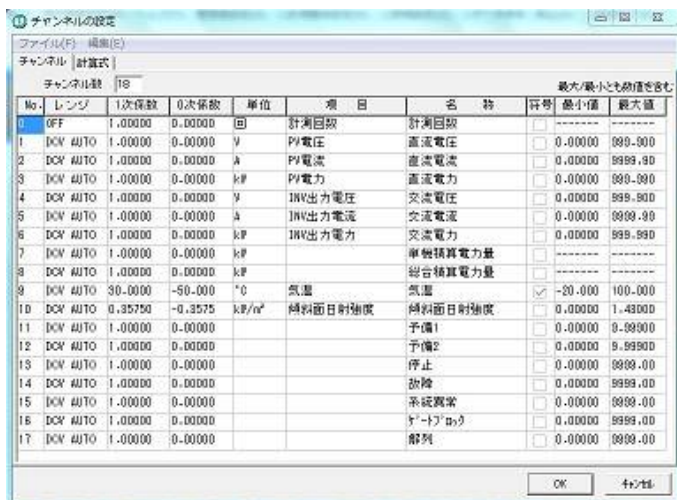 チャンネルの設定
ファイル(F) 編集(E)
チャンネル 計算式
チャンネル数 18 最大/最小とも数値を含む
No. レンジ 1次係数 0次係数 単位 項 目 名 称 符号 最小値 最大値
0 OFF 1.00000 0.00000 回 計測回数 計測回数 ------- -------
1 DCV AUTO 1.00000 0.00000 V PV電圧 直流電圧 0.00000 999.900
2 DCV AUTO 1.00000 0.00000 A PV電流 直流電流 0.00000 9999.90
3 DCV AUTO 1.00000 0.00000 kW PV電力 直流電力 0.00000 999.990
4 DCV AUTO 1.00000 0.00000 V INV出力電圧 交流電圧 0.00000 999.900
5 DCV AUTO 1.00000 0.00000 A INV出力電流 交流電流 0.00000 9999.90
6 DCV AUTO 1.00000 0.00000 kW INV出力電力 交流電力 0.00000 999.990
7 DCV AUTO 1.00000 0.00000 kW 単機積算電力量 ------- -------
8 DCV AUTO 1.00000 0.00000 kW 総合積算電力量 ------- -------
9 DCV AUTO 30.0000 -50.000 °C 気温 気温 -20.000 100.000
10 DCV AUTO 0.35750 -0.3575 kW/m² 傾斜面日射強度 傾斜面日射強度 0.00000 1.43000
11 DCV AUTO 1.00000 0.00000 予備1 0.00000 9.99900
12 DCV AUTO 1.00000 0.00000 予備2 0.00000 9.99900
13 DCV AUTO 1.00000 0.00000 停止 0.00000 9999.00
14 DCV AUTO 1.00000 0.00000 故障 0.00000 9999.00
15 DCV AUTO 1.00000 0.00000 系統異常 0.00000 9999.00
16 DCV AUTO 1.00000 0.00000 ゲートブロック 0.00000 9999.00
17 DCV AUTO 1.00000 0.00000 解列 0.00000 9999.00
OK キャンセル